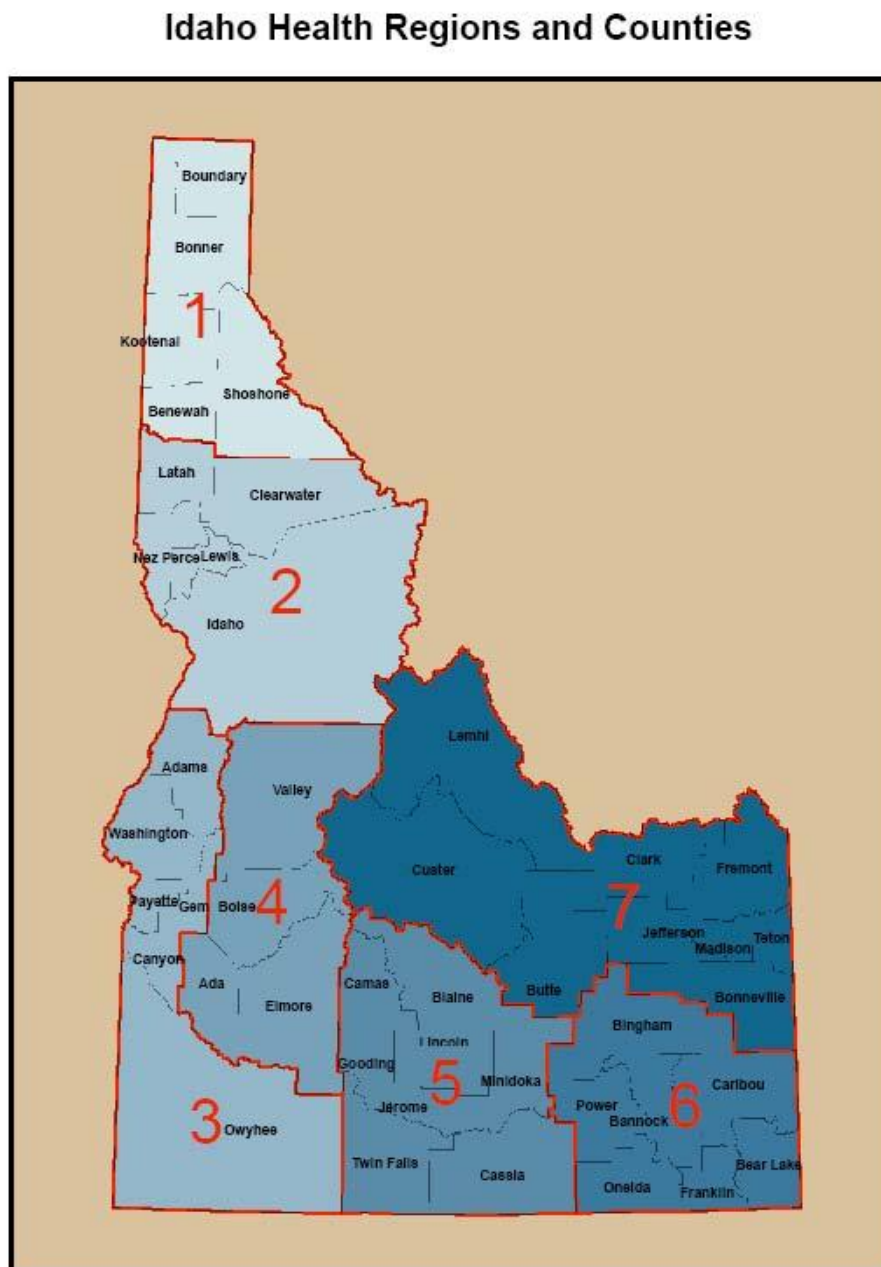 Idaho Health Regions and Counties
Boundary
Bonner
1
Kootenai
Shoshone
Benewah
Latah
Clearwater
Nez Perce
Lewis
2
Idaho
Lemhi
Adams
Valley
Washington
Custer
Clark
Fremont
Payette
Gem
Boise
4
7
Jefferson
Madison
Teton
Canyon
Ada
Elmore
Camas
Blaine
Butte
Bonneville
Bingham
Lincoln
Gooding
5
Minidoka
Caribou
Jerome
Power
Bannock
6
3
Owyhee
Twin Falls
Cassia
Bear Lake
Oneida
Franklin